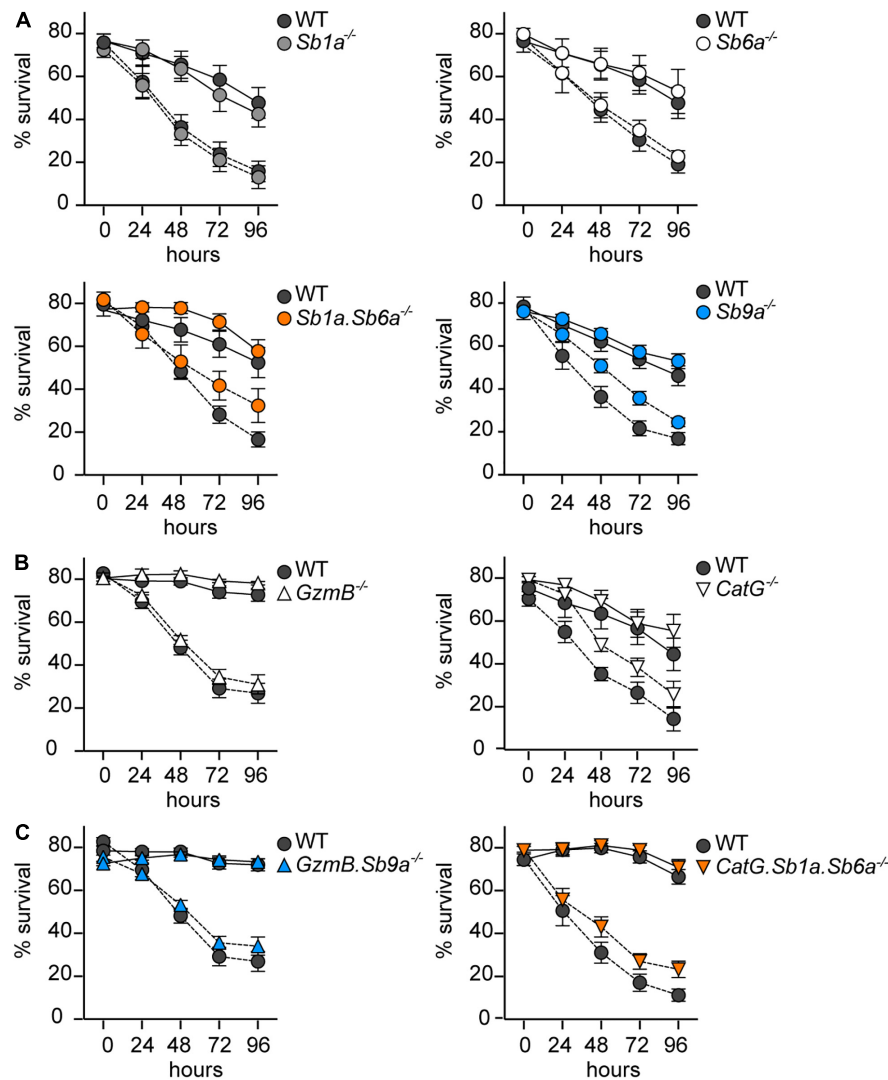 A
% survival
80
60
40
20
0
0 24 48 72 96
hours
WT
Sb1a-/-
% survival
80
60
40
20
0
0 24 48 72 96
hours
WT
Sb6a-/-
% survival
80
60
40
20
0
0 24 48 72 96
hours
WT
Sb1a.Sb6a-/-
% survival
80
60
40
20
0
0 24 48 72 96
hours
WT
Sb9a-/-
B
% survival
80
60
40
20
0
0 24 48 72 96
hours
WT
GzmB-/-
% survival
80
60
40
20
0
0 24 48 72 96
hours
WT
CatG-/-
C
% survival
80
60
40
20
0
0 24 48 72 96
hours
WT
GzmB.Sb9a-/-
% survival
80
60
40
20
0
0 24 48 72 96
hours
WT
CatG.Sb1a.Sb6a-/-